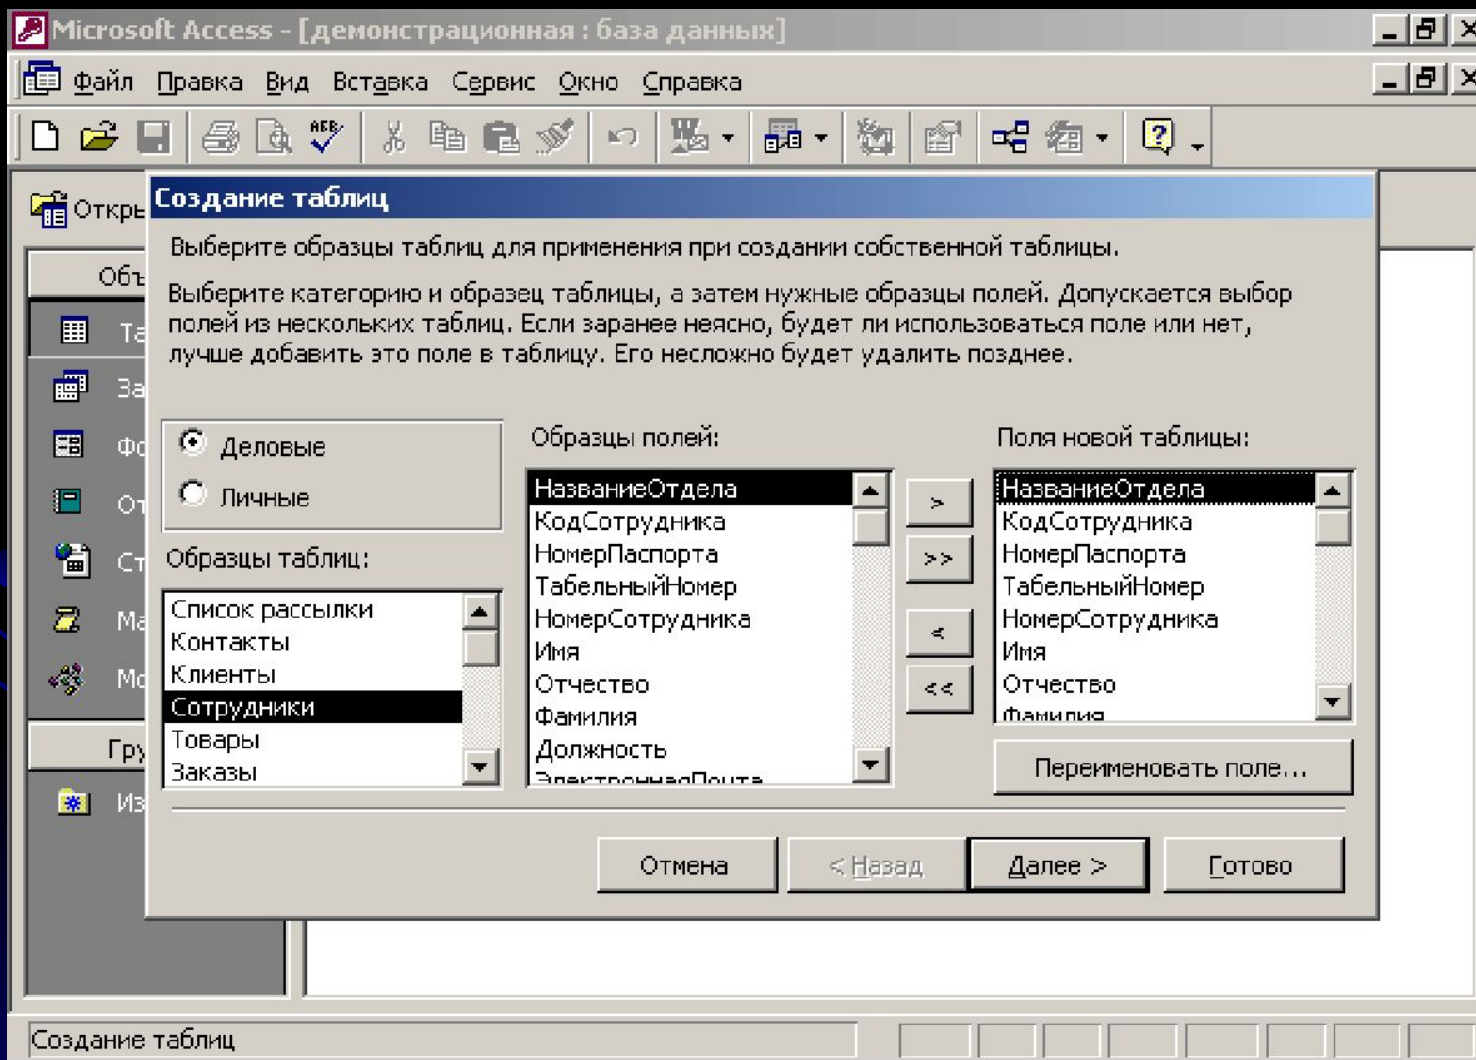 Microsoft Access - [демонстрационная : база данных]
Файл Правка Вид Вставка Сервис Окно Справка
Создание таблиц
Выберите образцы таблиц для применения при создании собственной таблицы.
Выберите категорию и образец таблицы, а затем нужные образцы полей. Допускается выбор
полей из нескольких таблиц. Если заранее неясно, будет ли использоваться поле или нет,
лучше добавить это поле в таблицу. Его несложно будет удалить позднее.
Деловые
Личные
Образцы таблиц:
Список рассылки
Контакты
Клиенты
Сотрудники
Товары
Заказы
Образцы полей:
НазваниеОтдела
КодСотрудника
НомерПаспорта
ТабельныйНомер
НомерСотрудника
Имя
Отчество
Фамилия
Должность
ЭлектроннаяПочта
>
>>
<
<<
Поля новой таблицы:
НазваниеОтдела
КодСотрудника
НомерПаспорта
ТабельныйНомер
НомерСотрудника
Имя
Отчество
Фамилия
Переименовать поле...
Отмена
< Назад
Далее >
Готово
Создание таблиц